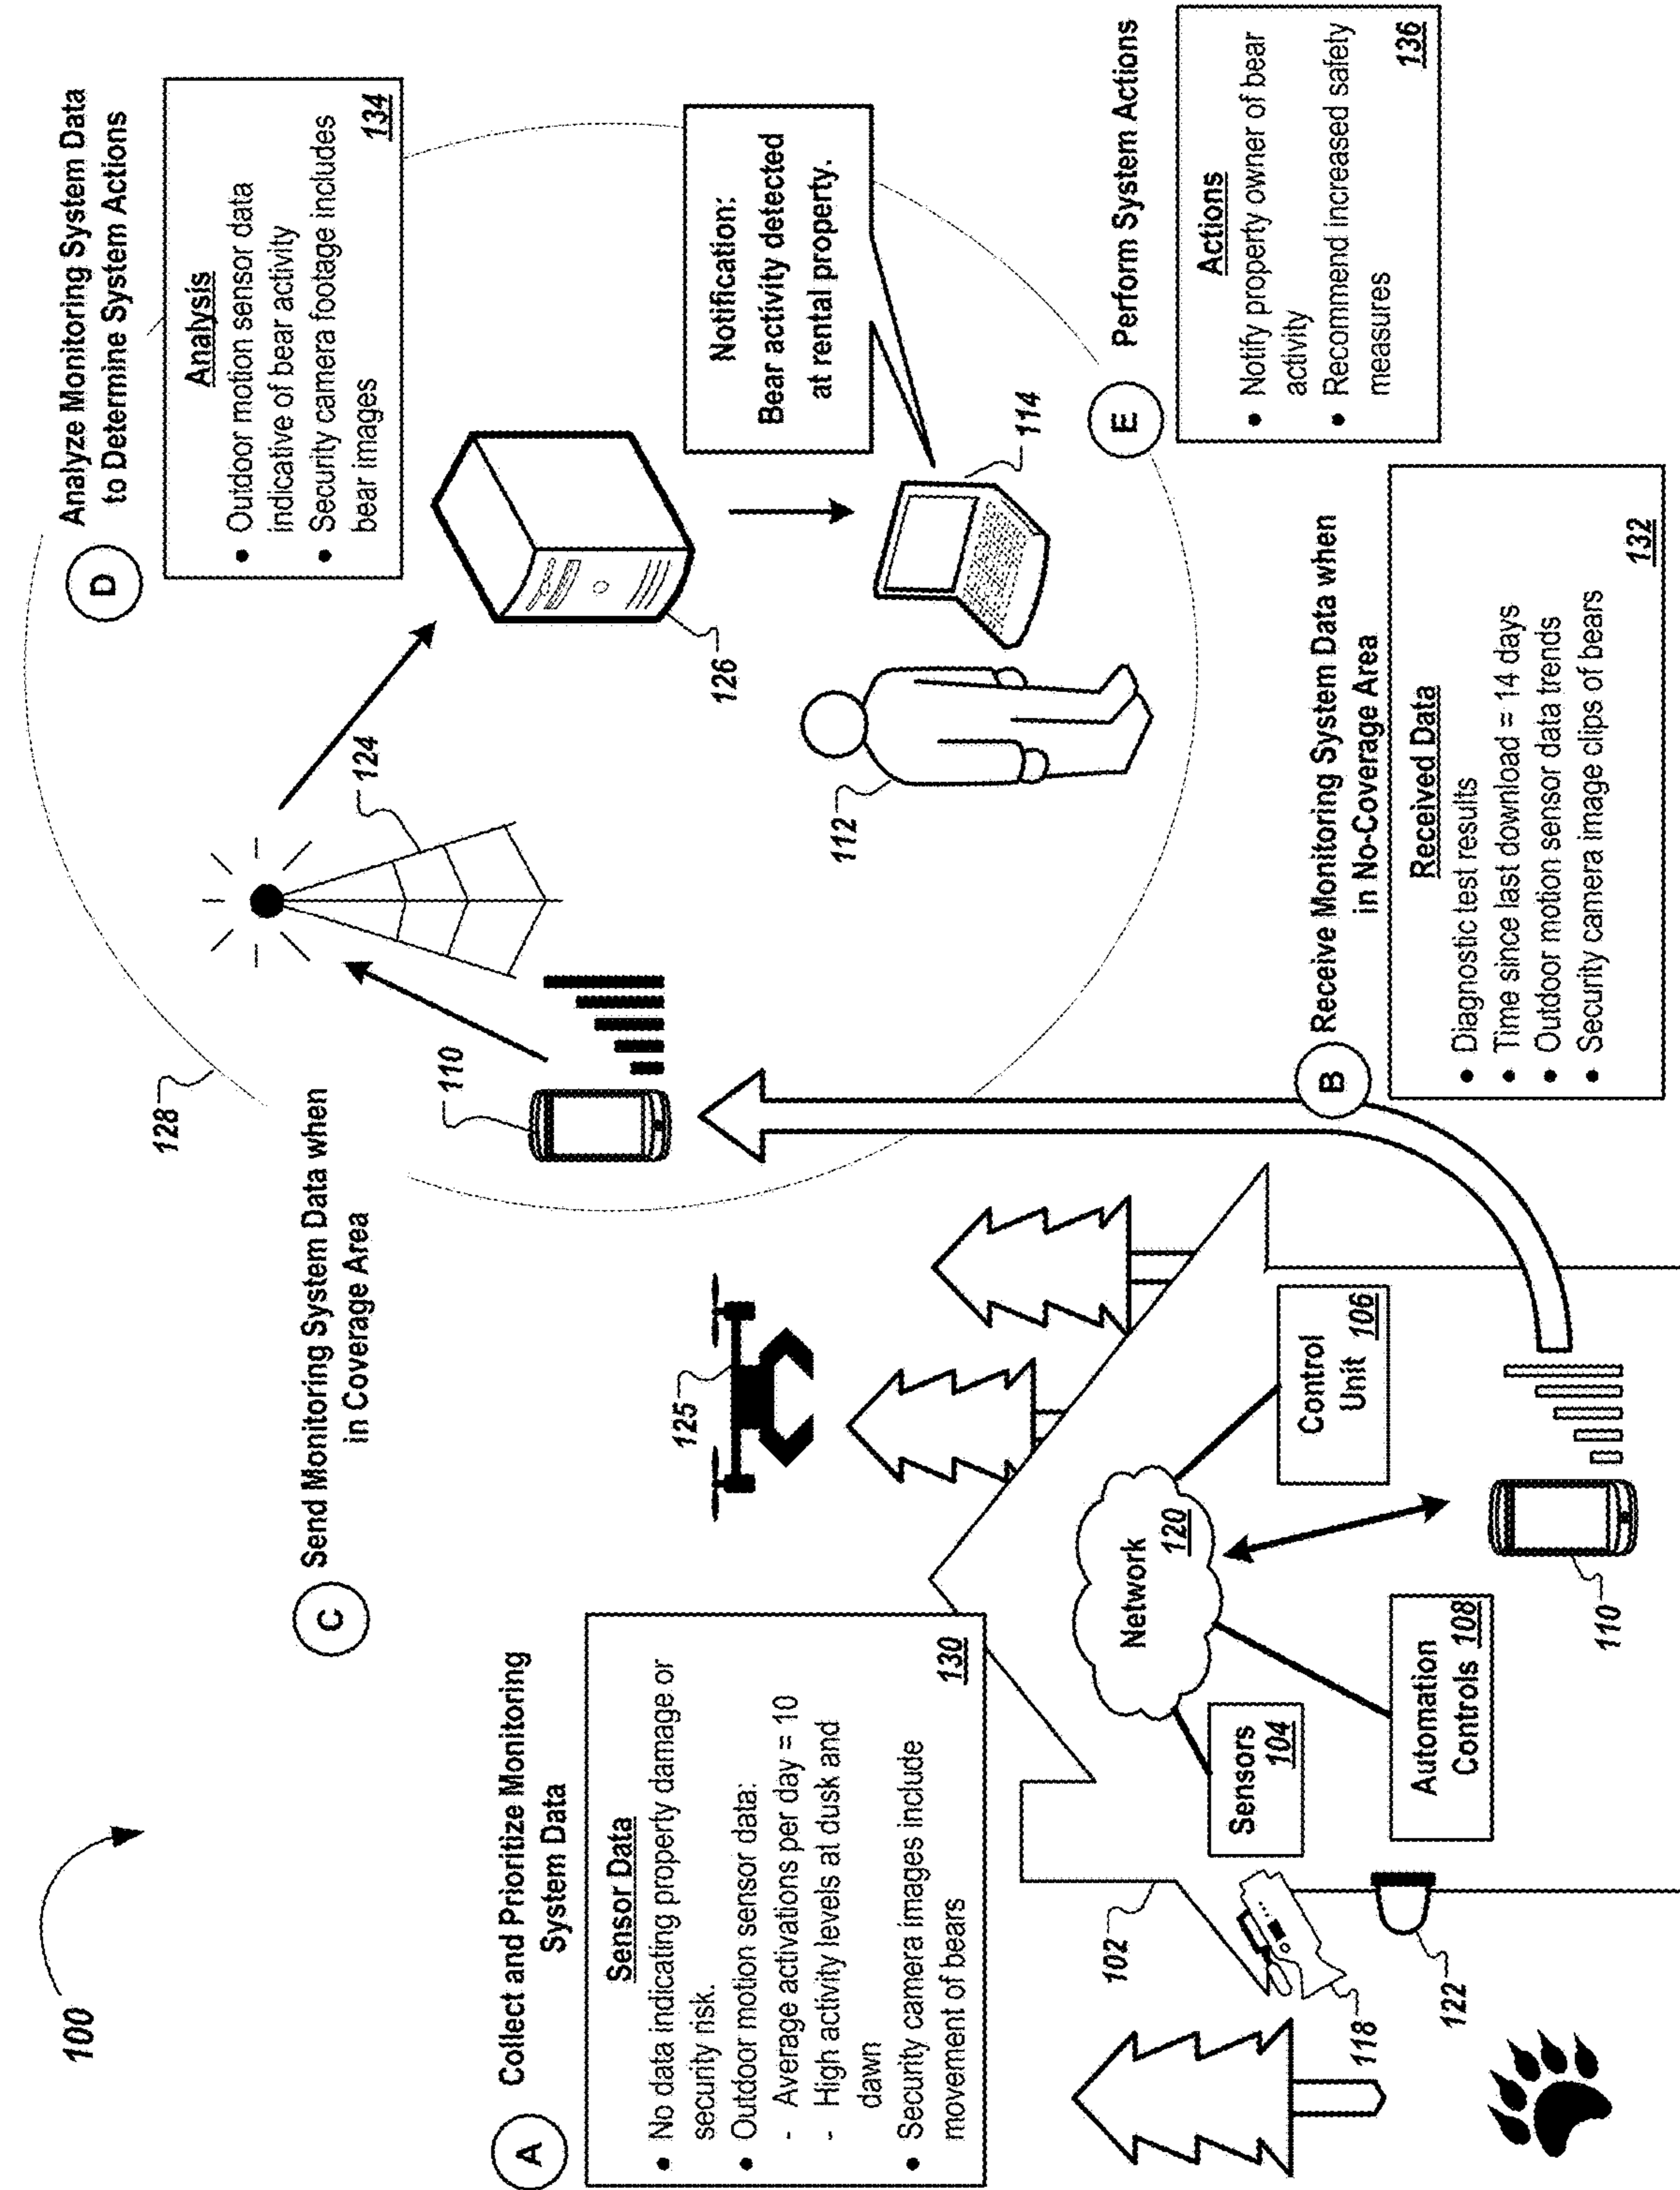 100
A
Collect and Prioritize Monitoring
System Data
Sensor Data
• No data indicating property damage or
security risk.
• Outdoor motion sensor data:
- Average activations per day = 10
- High activity levels at dusk and
dawn
• Security camera images include
movement of bears
130
C
Send Monitoring System Data when
in Coverage Area
128
110
124
D
Analyze Monitoring System Data
to Determine System Actions
Analysis
• Outdoor motion sensor data
indicative of bear activity
• Security camera footage includes
bear images
134
126
Notification:
Bear activity detected
at rental property.
112
114
125
E
Perform System Actions
Actions
• Notify property owner of bear
activity
• Recommend increased safety
measures
136
B
Receive Monitoring System Data when
in No-Coverage Area
Received Data
• Diagnostic test results
• Time since last download = 14 days
• Outdoor motion sensor data trends
• Security camera image clips of bears
132
102
118
122
Network
120
Sensors
104
Control
Unit 106
Automation
Controls 108
110